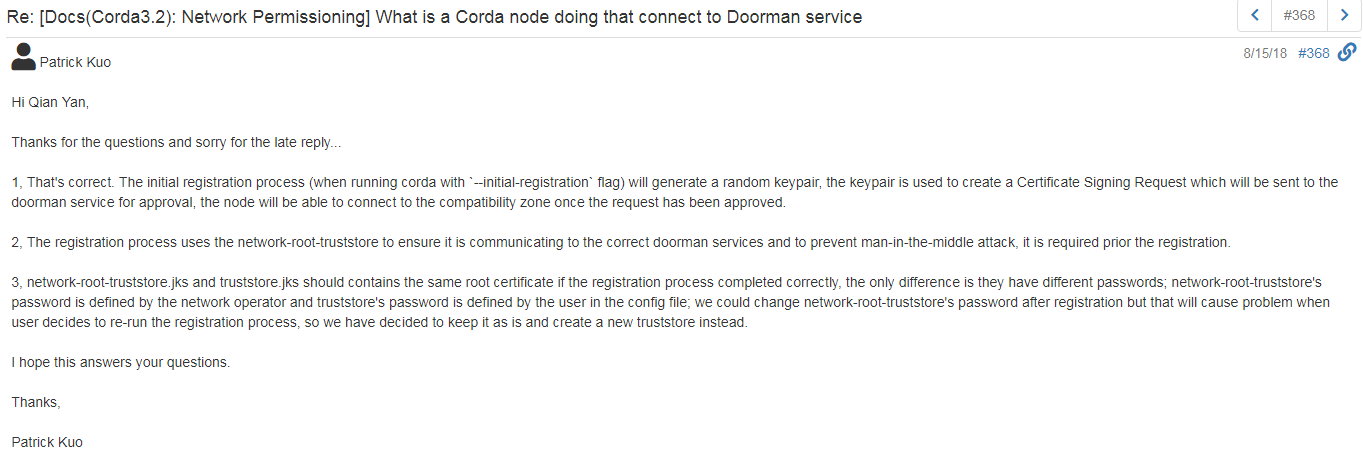 Re: [Docs(Corda3.2): Network Permissioning] What is a Corda node doing that connect to Doorman service
#368
Patrick Kuo
8/15/18 #368
Hi Qian Yan,
Thanks for the questions and sorry for the late reply...
1, That's correct. The initial registration process (when running corda with `--initial-registration` flag) will generate a random keypair, the keypair is used to create a Certificate Signing Request which will be sent to the
doorman service for approval, the node will be able to connect to the compatibility zone once the request has been approved.
2, The registration process uses the network-root-truststore to ensure it is communicating to the correct doorman services and to prevent man-in-the-middle attack, it is required prior the registration.
3, network-root-truststore.jks and truststore.jks should contains the same root certificate if the registration process completed correctly, the only difference is they have different passwords; network-root-truststore's
password is defined by the network operator and truststore's password is defined by the user in the config file; we could change network-root-truststore's password after registration but that will cause problem when
user decides to re-run the registration process, so we have decided to keep it as is and create a new truststore instead.
I hope this answers your questions.
Thanks,
Patrick Kuo